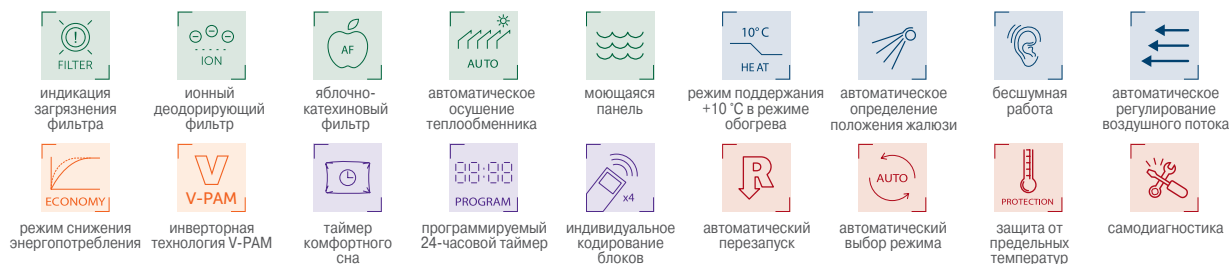 FILTER
индикация
загрязнения
фильтра
ION
ионный
деодорирующий
фильтр
AF
яблочно-
катехиновый
фильтр
AUTO
автоматическое
осушение
теплообменника
моющаяся
панель
10°C
HEAT
режим поддержания
+10 °C в режиме
обогрева
автоматическое
определение
положения жалюзи
бесшумная
работа
автоматическое
регулирование
воздушного потока
ECONOMY
режим снижения
энергопотребления
V
V-PAM
инверторная
технология V-PAM
таймер
комфортного
сна
88:88
PROGRAM
программируемый
24-часовой таймер
x4
индивидуальное
кодирование
блоков
R
автоматический
перезапуск
AUTO
автоматический
выбор режима
PROTECTION
защита от
предельных
температур
самодиагностика